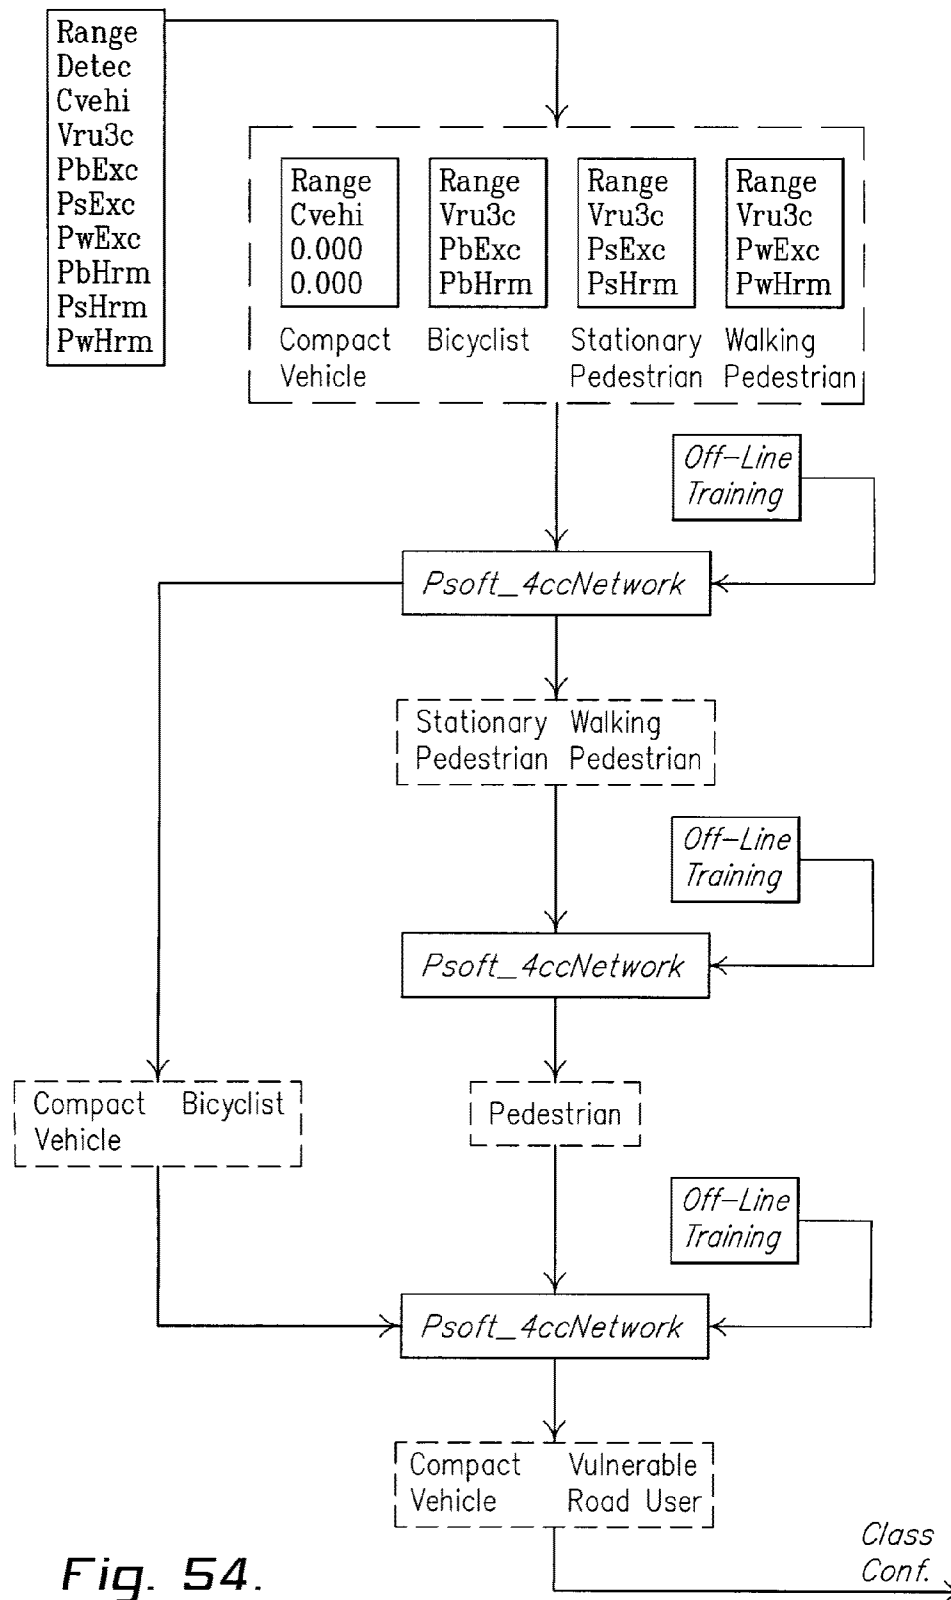 Range
Detec
Cvehi
Vru3c
PbExc
PsExc
PwExc
PbHrm
PsHrm
PwHrm
Range
Cvehi
0.000
0.000
Compact
Vehicle
Range
Vru3c
PbExc
PbHrm
Bicyclist
Range
Vru3c
PsExc
PsHrm
Stationary
Pedestrian
Range
Vru3c
PwExc
PwHrm
Walking
Pedestrian
Off-Line
Training
Psoft_4ccNetwork
Stationary Walking
Pedestrian Pedestrian
Off-Line
Training
Psoft_4ccNetwork
Compact Bicyclist
Vehicle
Pedestrian
Off-Line
Training
Psoft_4ccNetwork
Compact Vulnerable
Vehicle Road User
Class
Conf.
Fig. 54.